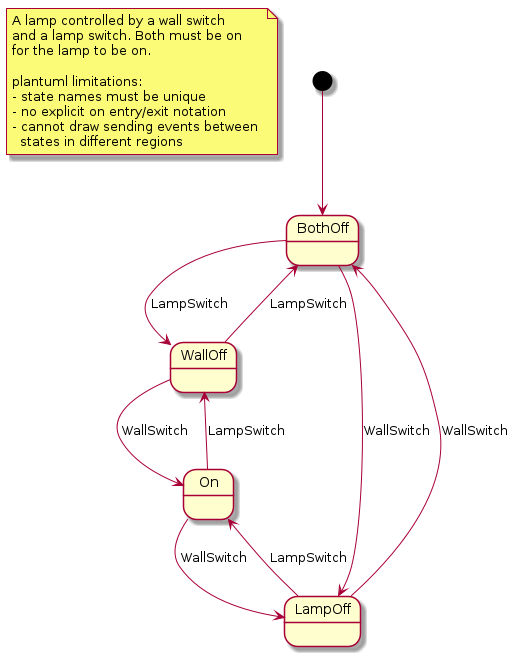 A lamp controlled by a wall switch
and a lamp switch. Both must be on
for the lamp to be on.
plantuml limitations:
- state names must be unique
- no explicit on entry/exit notation
- cannot draw sending events between
states in different regions
BothOff
LampSwitch
LampSwitch
WallOff
WallSwitch
LampSwitch
WallSwitch
WallSwitch
On
WallSwitch
LampSwitch
LampOff